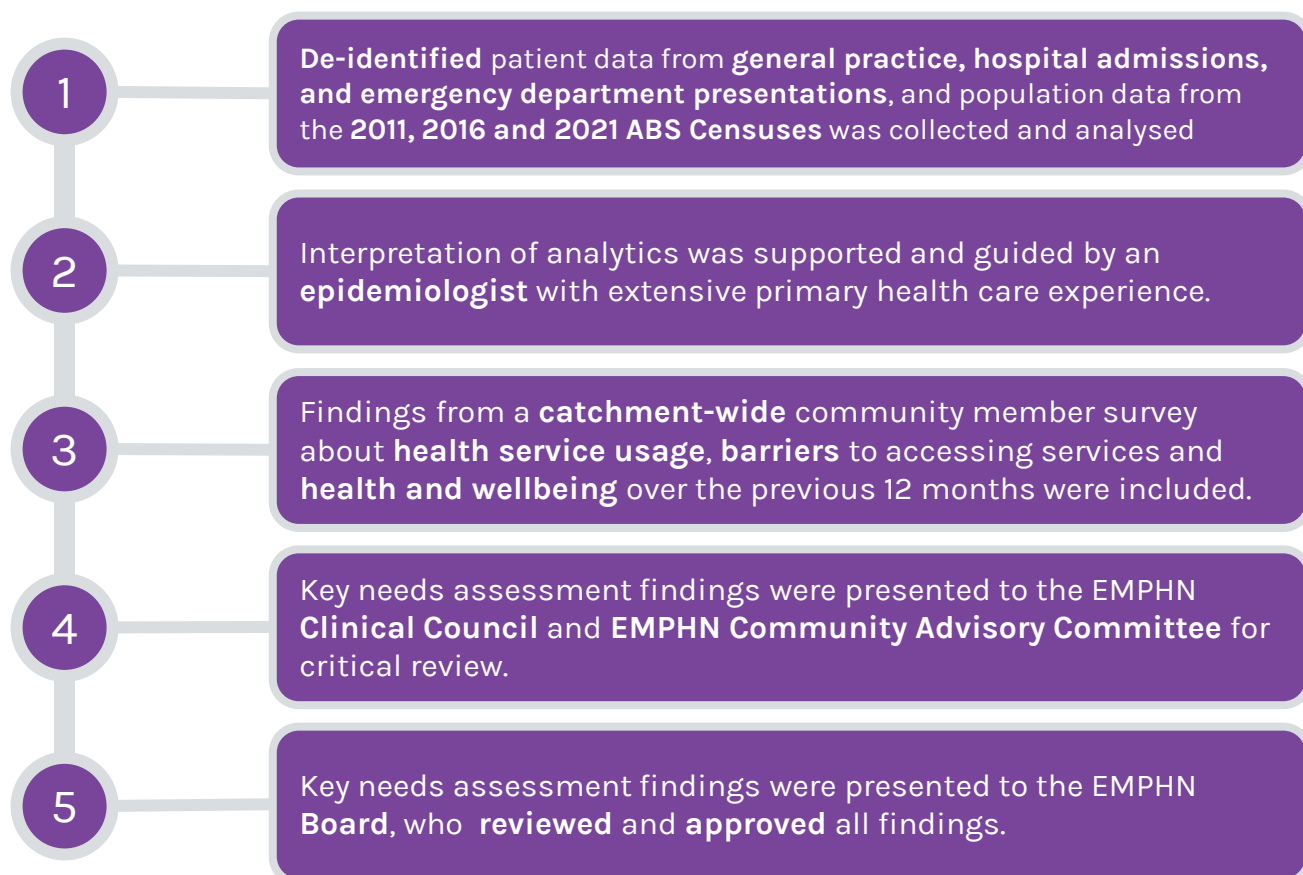 1
De-identified patient data from general practice, hospital admissions,
and emergency department presentations, and population data from
the 2011, 2016 and 2021 ABS Censuses was collected and analysed
2
Interpretation of analytics was supported and guided by an
epidemiologist with extensive primary health care experience.
3
Findings from a catchment-wide community member survey
about health service usage, barriers to accessing services and
health and wellbeing over the previous 12 months were included.
4
Key needs assessment findings were presented to the EMPHN
Clinical Council and EMPHN Community Advisory Committee for
critical review.
5
Key needs assessment findings were presented to the EMPHN
Board, who  reviewed and approved all findings.